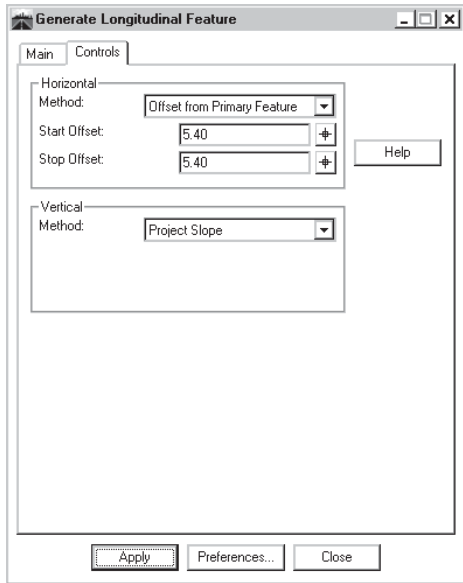 Generate Longitudinal Feature
Main Controls
Horizontal
Method: Offset from Primary Feature
Start Offset: 5.40
Stop Offset: 5.40
Help
Vertical
Method: Project Slope
Apply Preferences... Close